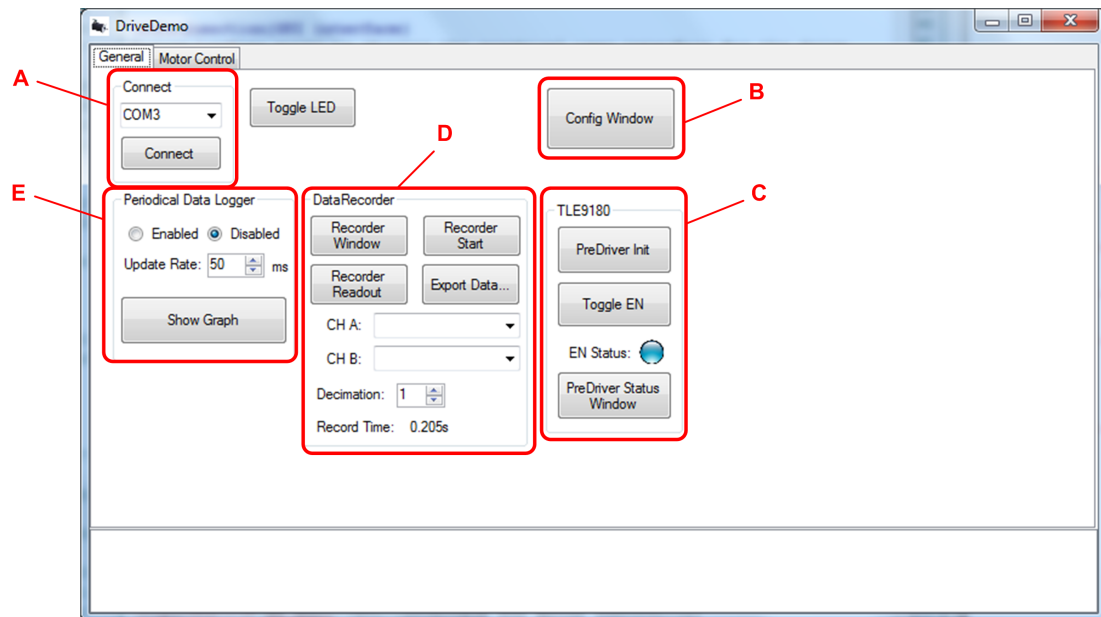 DriveDemo
General
Motor Control
A
Connect
COM3
Connect
Toggle LED
Config Window
B
D
E
Periodical Data Logger
Enabled
Disabled
Update Rate: 50 ms
Show Graph
DataRecorder
Recorder
Window
Recorder
Start
Recorder
Readout
Export Data...
CH A:
CH B:
Decimation: 1
Record Time: 0.205s
C
TLE9180
PreDriver Init
Toggle EN
EN Status:
PreDriver Status
Window